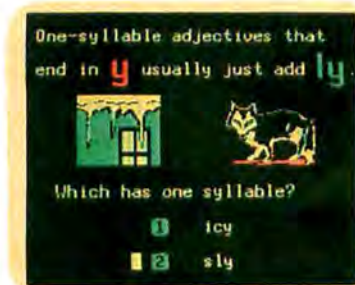 One-syllable adjectives that
end in y usually just add ly.
Which has one syllable?
1 icy
2 sly